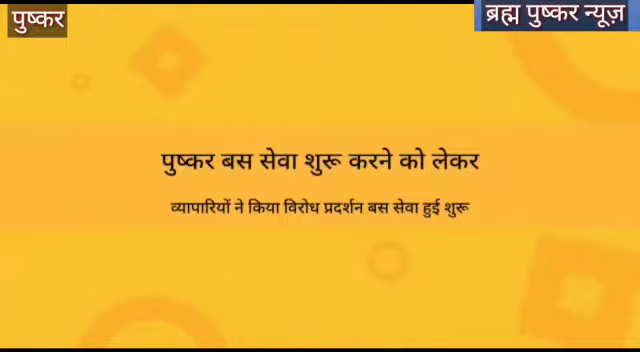 पुष्कर
ब्रह्म पुष्कर न्यूज़
पुष्कर बस सेवा शुरू करने को लेकर
व्यापारियों ने किया विरोध प्रदर्शन बस सेवा हुई शुरू